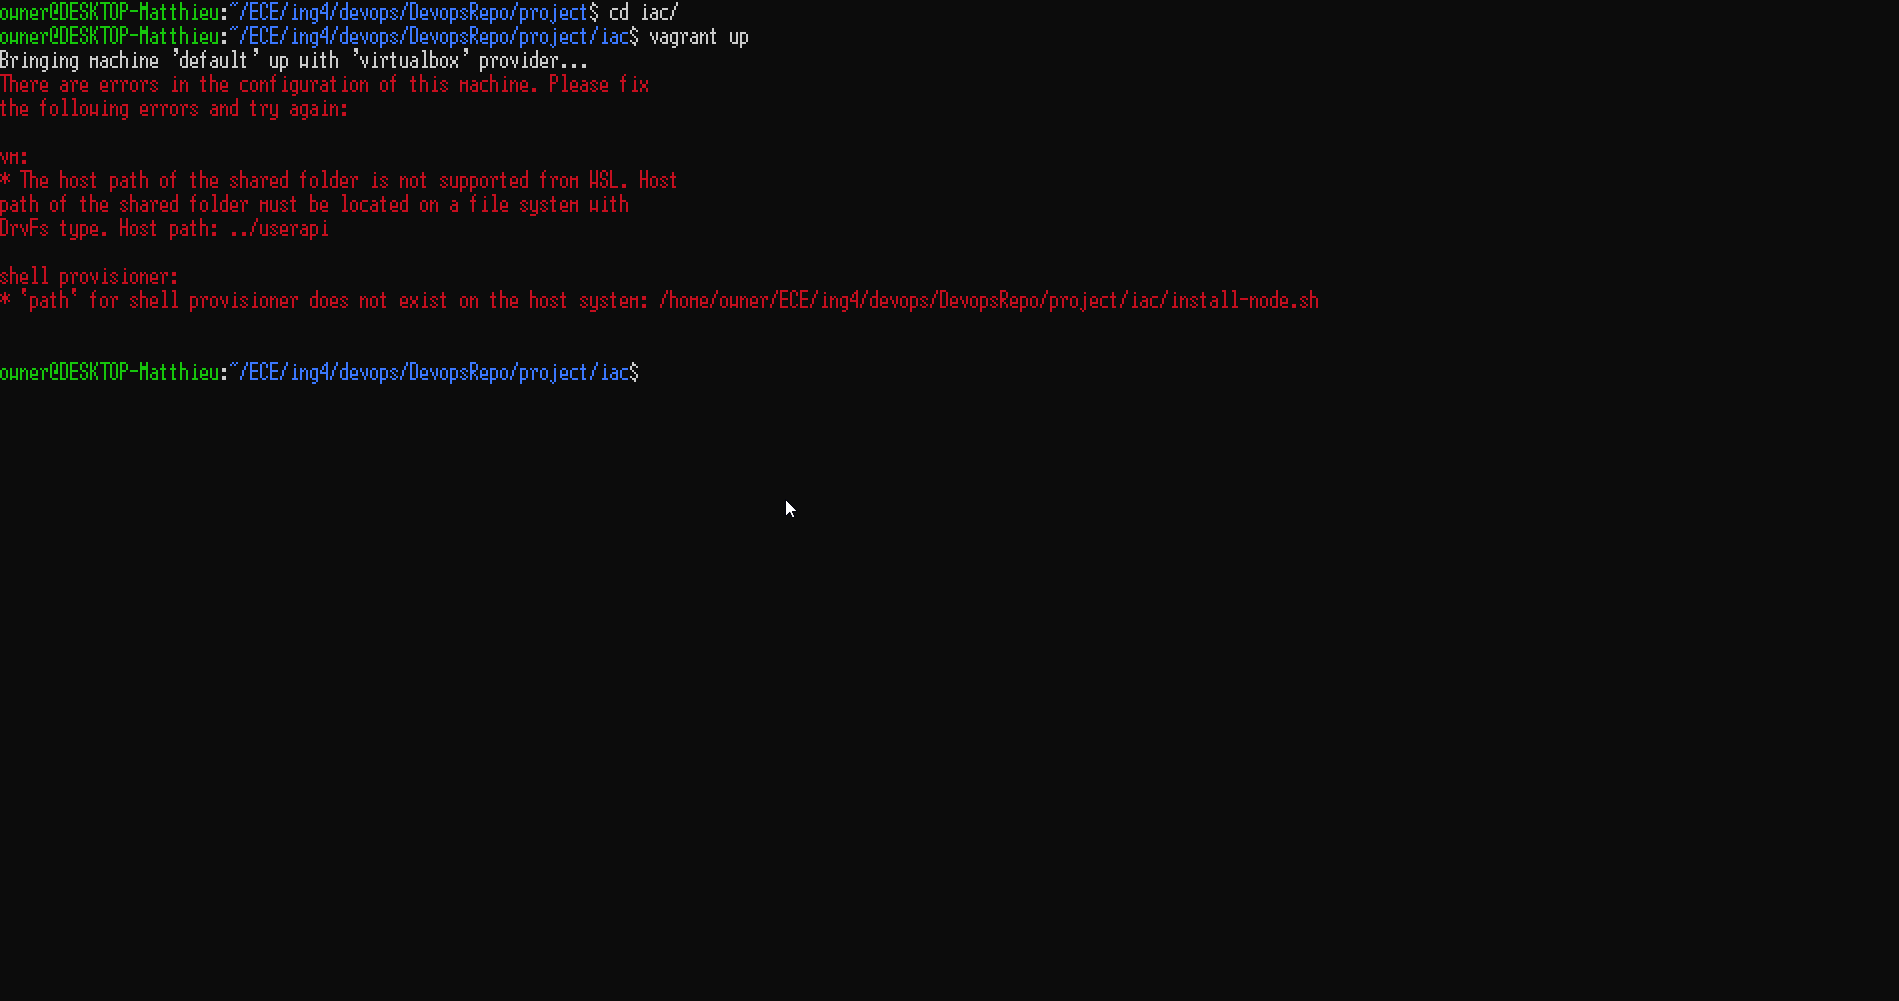 owner@DESKTOP-Matthieu:~/ECE/ing4/devops/DevopsRepo/project$ cd iac/
owner@DESKTOP-Matthieu:~/ECE/ing4/devops/DevopsRepo/project/iac$ vagrant up
Bringing machine 'default' up with 'virtualbox' provider...
There are errors in the configuration of this machine. Please fix
the following errors and try again:
vm:
* The host path of the shared folder is not supported from WSL. Host
path of the shared folder must be located on a file system with
DrvFs type. Host path: ../userapi
shell provisioner:
* `path` for shell provisioner does not exist on the host system: /home/owner/ECE/ing4/devops/DevopsRepo/project/iac/install-node.sh
owner@DESKTOP-Matthieu:~/ECE/ing4/devops/DevopsRepo/project/iac$